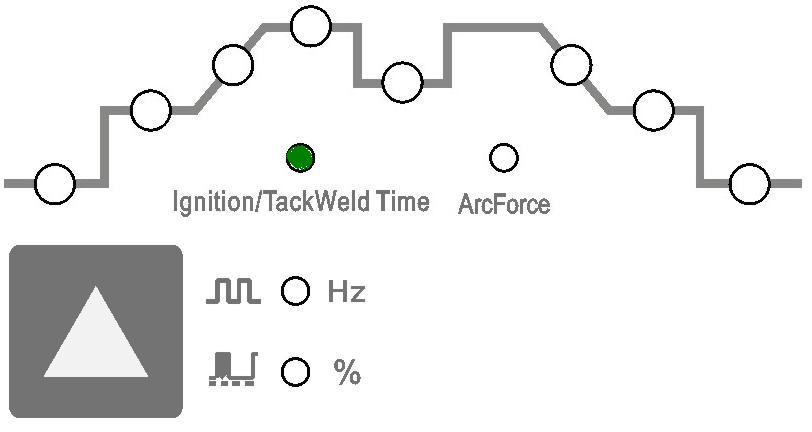 Ignition/TackWeld Time
ArcForce
Hz
%